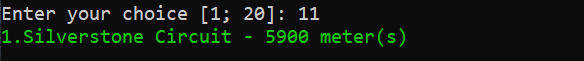 Enter your choice [1; 20]: 11
1.Silverstone Circuit - 5900 meter(s)